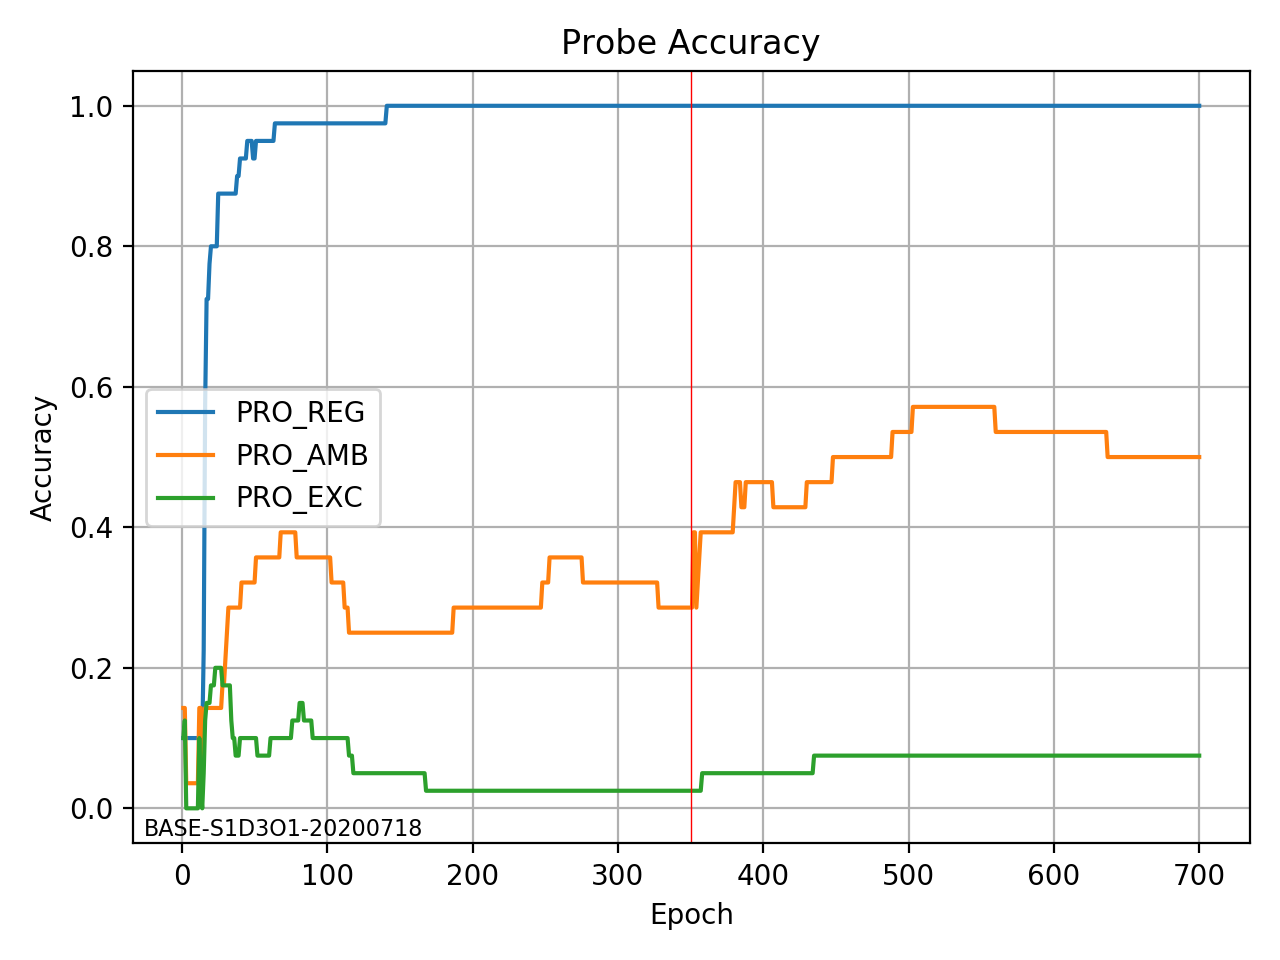 Probe Accuracy
1.0
0.8
0.6
0.4
0.2
0.0
Accuracy
PRO_REG
PRO_AMB
PRO_EXC
BASE-S1D3O1-20200718
0 100 200 300 400 500 600 700
Epoch